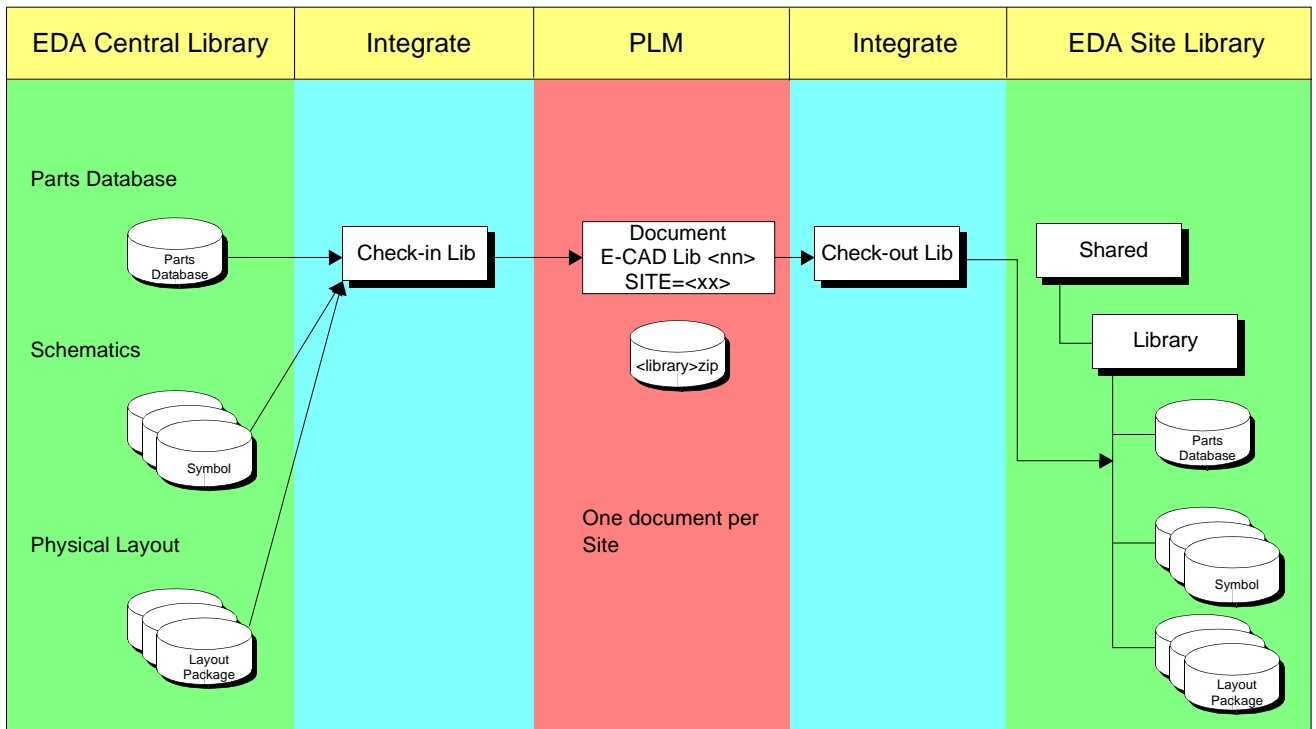 EDA Central Library
Integrate
PLM
Integrate
EDA Site Library
Parts Database
Parts
Database
Schematics
Symbol
Physical Layout
Layout
Package
Check-in Lib
Document
E-CAD Lib <nn>
SITE=<xx>
<library>zip
One document per
Site
Check-out Lib
Shared
Library
Parts
Database
Symbol
Layout
Package